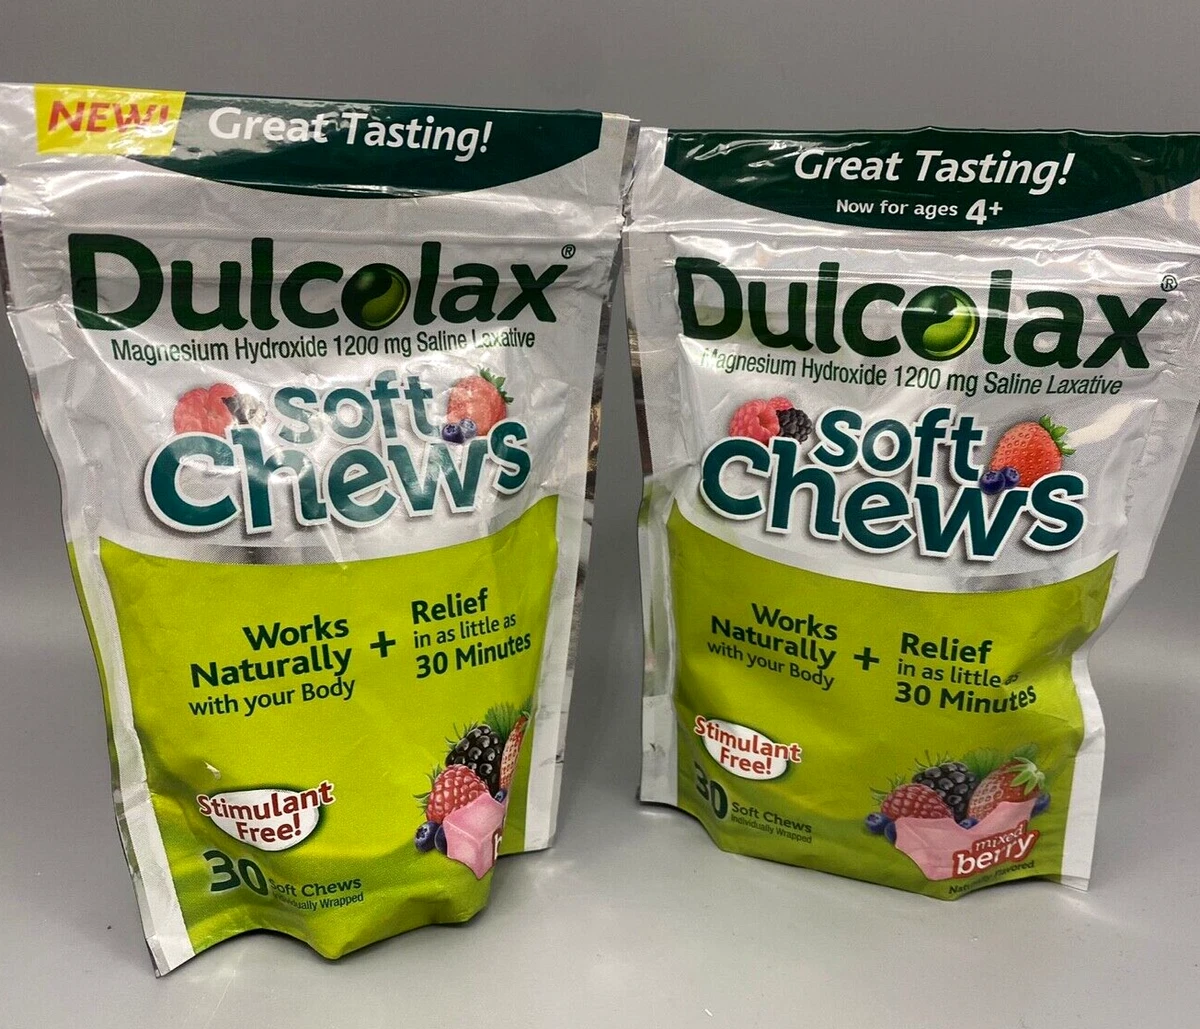 NEW!
Great Tasting!
Dulcolax®
Magnesium Hydroxide 1200 mg Saline Laxative
soft
chews
Works
Naturally
with your Body
+
Relief
in as little as
30 Minutes
Stimulant
Free!
30 Soft Chews
Individually Wrapped
Great Tasting!
Now for ages 4+
Dulcolax®
Magnesium Hydroxide 1200 mg Saline Laxative
soft
chews
Works
Naturally
with your Body
+
Relief
in as little as
30 Minutes
Stimulant
Free!
30 Soft Chews
Individually Wrapped
mixed
berry
Naturally Flavored